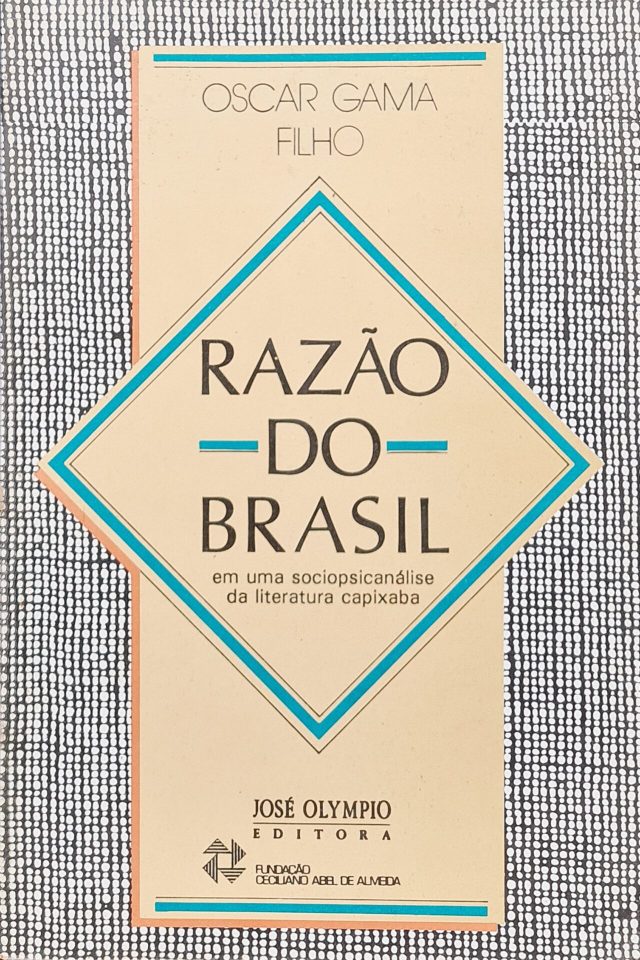 OSCAR GAMA
FILHO
RAZÃO
DO
BRASIL
em uma sociopsicanálise
da literatura capixaba
JOSÉ OLYMPIO
EDITORA
FUNDAÇÃO
CECILIANO ABEL DE ALMEIDA